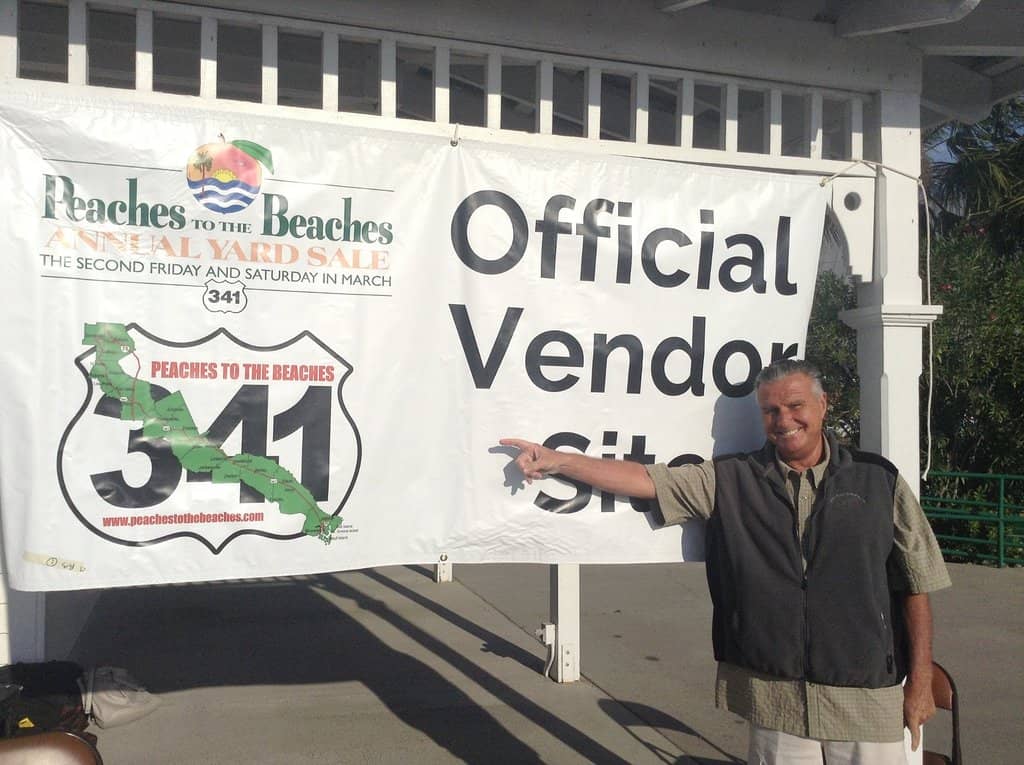 Peaches TO THE Beaches
ANNUAL YARD SALE
THE SECOND FRIDAY AND SATURDAY IN MARCH
341
PEACHES TO THE BEACHES
341
www.peachestothebeaches.com
Official
Vendor
Site